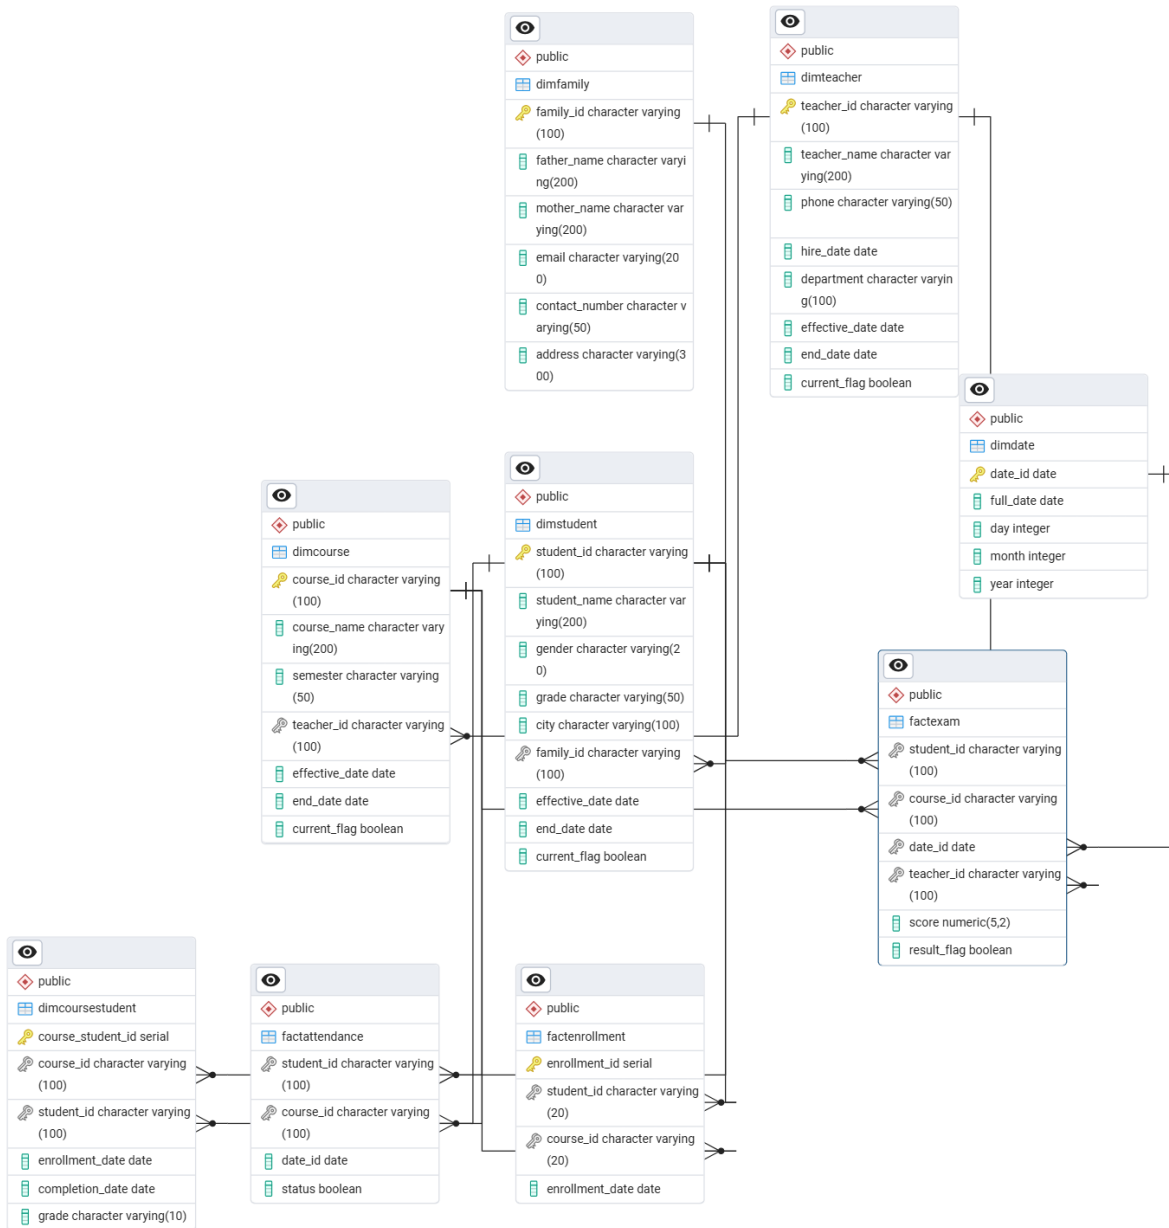 public
dimfamily
family_id character varying
(100)
father_name character varyi
ng(200)
mother_name character var
ying(200)
email character varying(20
0)
contact_number character v
arying(50)
address character varying(3
00)
public
dimteacher
teacher_id character varying
(100)
teacher_name character var
ying(200)
phone character varying(50)
hire_date date
department character varyin
g(100)
effective_date date
end_date date
current_flag boolean
public
dimdate
date_id date
full_date date
day integer
month integer
year integer
public
dimcourse
course_id character varying
(100)
course_name character vary
ing(200)
semester character varying
(50)
teacher_id character varying
(100)
effective_date date
end_date date
current_flag boolean
public
dimstudent
student_id character varying
(100)
student_name character var
ying(200)
gender character varying(2
0)
grade character varying(50)
city character varying(100)
family_id character varying
(100)
effective_date date
end_date date
current_flag boolean
public
factexam
student_id character varying
(100)
course_id character varying
(100)
date_id date
teacher_id character varying
(100)
score numeric(5,2)
result_flag boolean
public
dimcoursestudent
course_student_id serial
course_id character varying
(100)
student_id character varying
(100)
enrollment_date date
completion_date date
grade character varying(10)
public
factattendance
student_id character varying
(100)
course_id character varying
(100)
date_id date
status boolean
public
factenrollment
enrollment_id serial
student_id character varying
(20)
course_id character varying
(20)
enrollment_date date